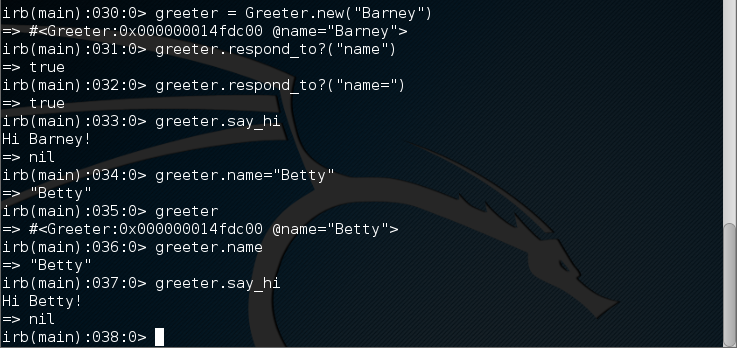 irb(main):030:0> greeter = Greeter.new("Barney")
=> #<Greeter:0x000000014fdc00 @name="Barney">
irb(main):031:0> greeter.respond_to?("name")
=> true
irb(main):032:0> greeter.respond_to?("name=")
=> true
irb(main):033:0> greeter.say_hi
Hi Barney!
=> nil
irb(main):034:0> greeter.name="Betty"
=> "Betty"
irb(main):035:0> greeter
=> #<Greeter:0x000000014fdc00 @name="Betty">
irb(main):036:0> greeter.name
=> "Betty"
irb(main):037:0> greeter.say_hi
Hi Betty!
=> nil
irb(main):038:0>